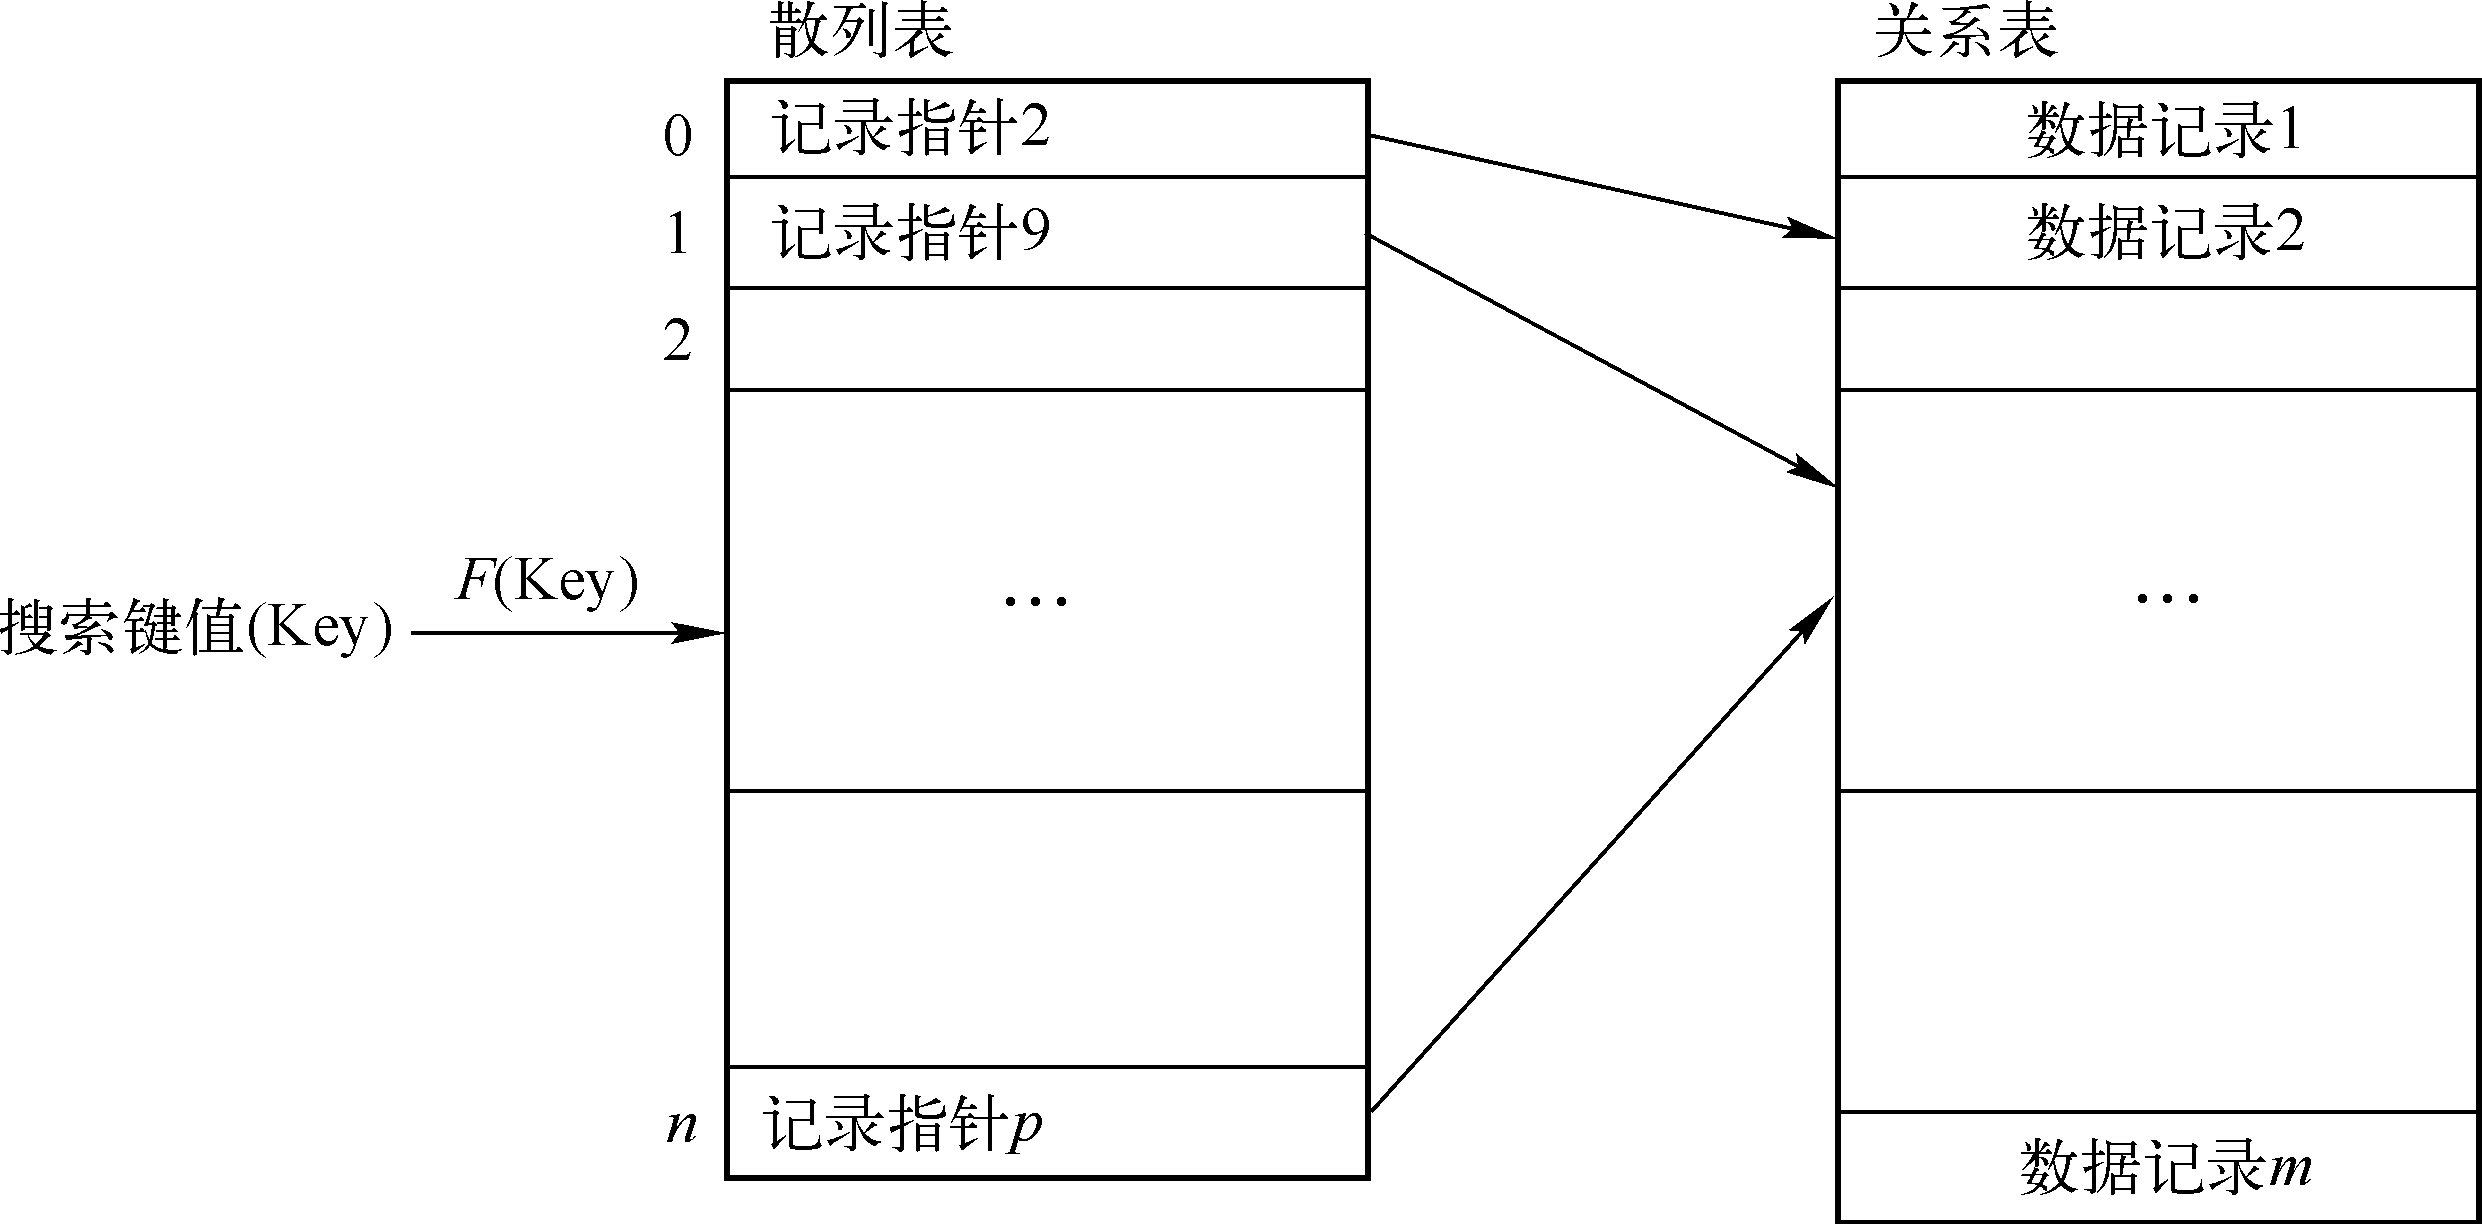 散列表
关系表
0
记录指针2
数据记录1
1
记录指针9
数据记录2
2
F(Key)
搜索键值(Key)
…
…
n
记录指针p
数据记录m